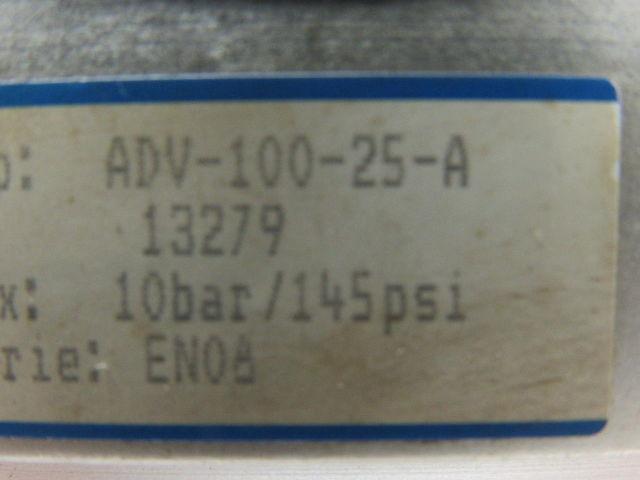 o: ADV-100-25-A
13279
x: 10bar/145psi
rie: EN08